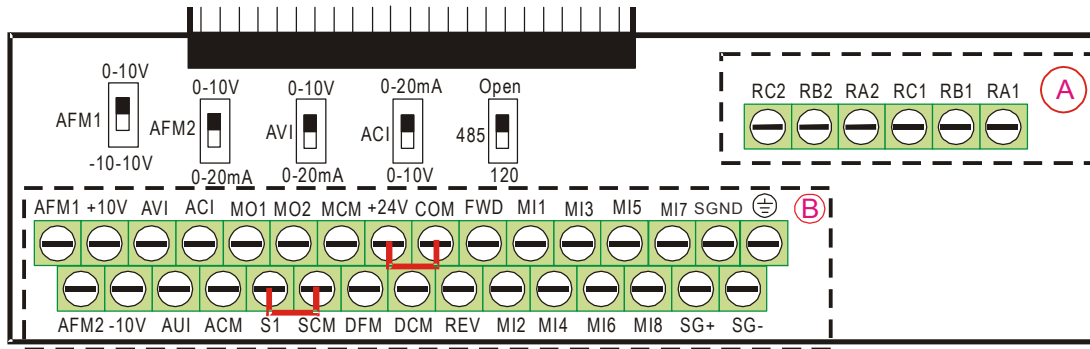 0-10V
AFM1
-10-10V
0-10V
AFM2
0-20mA
0-10V
AVI
0-20mA
0-20mA
ACI
0-10V
Open
485
120
RC2 RB2 RA2 RC1 RB1 RA1
A
AFM1 +10V AVI ACI MO1 MO2 MCM +24V COM FWD MI1 MI3 MI5 MI7 SGND
B
AFM2 -10V AUI ACM S1 SCM DFM DCM REV MI2 MI4 MI6 MI8 SG+ SG-